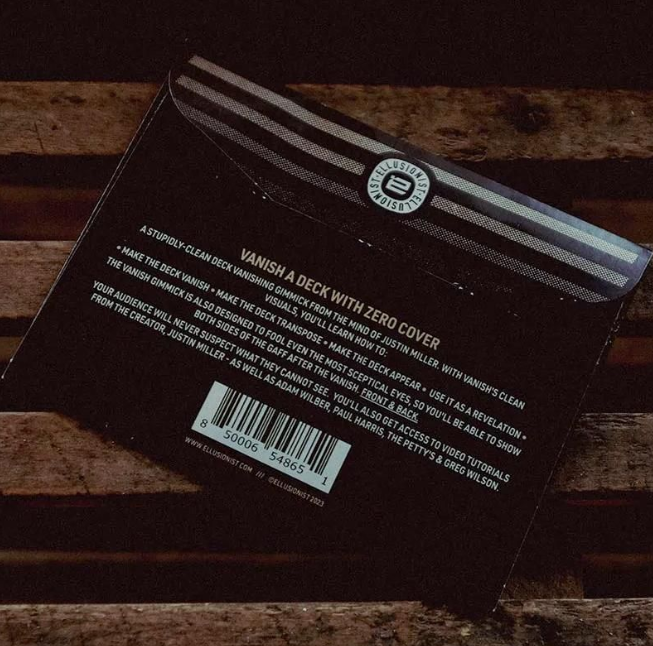 ELLUSIONIST•ELLUSIONIST•
VANISH A DECK WITH ZERO COVER
A STUPIDLY-CLEAN DECK VANISHING GIMMICK FROM THE MIND OF JUSTIN MILLER. WITH VANISH'S CLEAN
VISUALS, YOU'LL LEARN HOW TO:
• MAKE THE DECK VANISH • MAKE THE DECK TRANSPOSE • MAKE THE DECK APPEAR • USE IT AS A REVELATION •
THE VANISH GIMMICK IS ALSO DESIGNED TO FOOL EVEN THE MOST SCEPTICAL EYES, SO YOU'LL BE ABLE TO SHOW
BOTH SIDES OF THE GAFF AFTER THE VANISH, FRONT & BACK.
YOUR AUDIENCE WILL NEVER SUSPECT WHAT THEY CANNOT SEE. YOU'LL ALSO GET ACCESS TO VIDEO TUTORIALS
FROM THE CREATOR, JUSTIN MILLER - AS WELL AS ADAM WILBER, PAUL HARRIS, THE PETTY'S & GREG WILSON.
8 50006 54865 1
WWW.ELLUSIONIST.COM /// ©ELLUSIONIST 2023